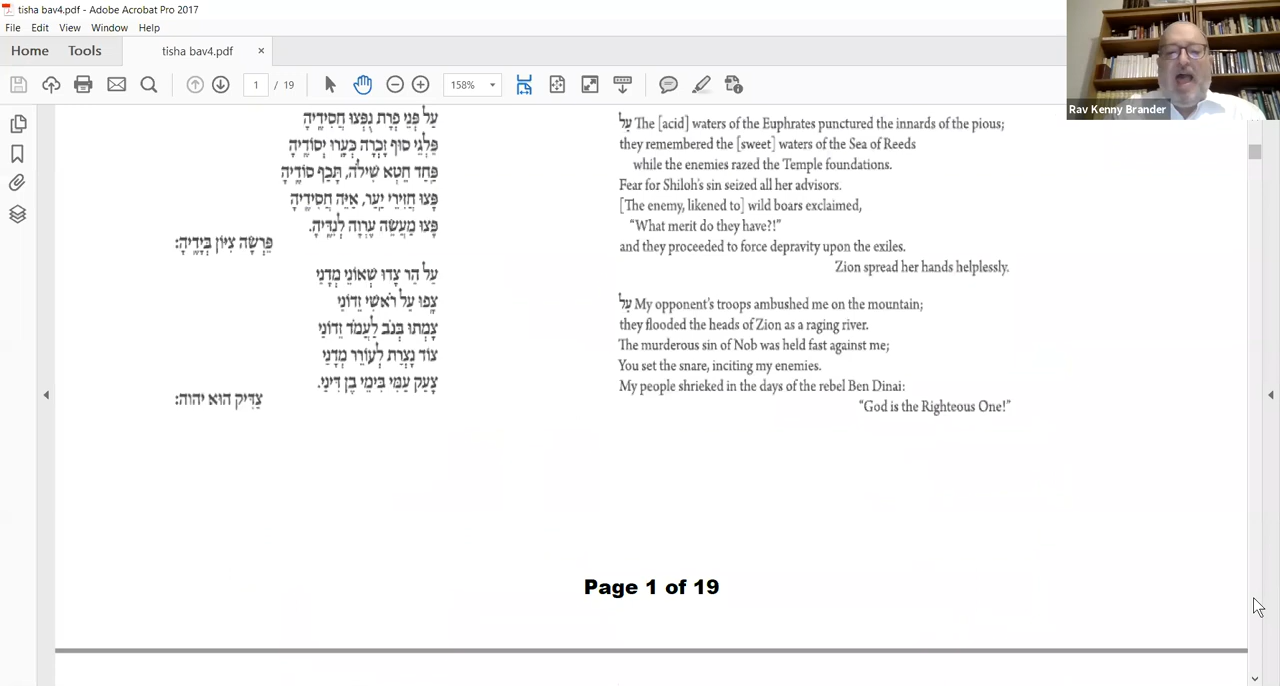 tisha bav4.pdf - Adobe Acrobat Pro 2017
File Edit View Window Help
Home Tools tisha bav4.pdf ×
1 / 19 158%
Rav Kenny Brander
עַל פְּנֵי פְרָת נֻפְּצוּ חֲסִידֶיהָ
פַּלְגֵי סוּף זָכְרָה בְּעָרוּ יְסוֹדֶיהָ
פַּחַד חֵטְא שִׁילֹה, תָּכַף סוֹדֶיהָ
פָּצוּ חֲזִירֵי יַעַר, אַיֵּה חֲסִידֶיהָ
פָּצוּ מַעֲשֵׂה עֶרְוָה לְנִדֶּיהָ.
פֵּרְשָׂה צִיּוֹן בְּיָדֶיהָ:
עַל הַר צָדוּ שְׁאוֹנֵי מְדָנַי
צָפוּ עַל רֹאשִׁי זֵדוֹנַי
צָמְתוּ בְּנֹב לַעֲמֹד זֵדוֹנַי
צוֹד נָצַרְתָּ לְעוֹרֵר מְדָנַי
צָעַק עַמִּי בִּימֵי בֶן דִּינַי.
צַדִּיק הוּא יהוה:
עַל The [acid] waters of the Euphrates punctured the innards of the pious;
they remembered the [sweet] waters of the Sea of Reeds
while the enemies razed the Temple foundations.
Fear for Shiloh's sin seized all her advisors.
[The enemy, likened to] wild boars exclaimed,
"What merit do they have?!"
and they proceeded to force depravity upon the exiles.
Zion spread her hands helplessly.
עַל My opponent's troops ambushed me on the mountain;
they flooded the heads of Zion as a raging river.
The murderous sin of Nob was held fast against me;
You set the snare, inciting my enemies.
My people shrieked in the days of the rebel Ben Dinai:
"God is the Righteous One!"
Page 1 of 19